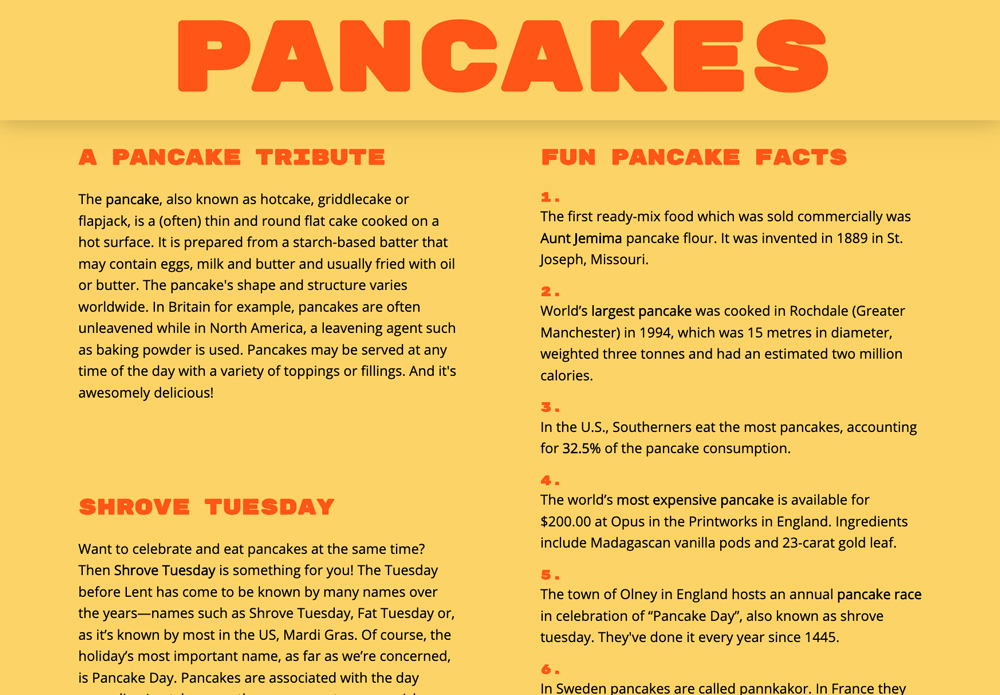 PANCAKES
A PANCAKE TRIBUTE
The pancake, also known as hotcake, griddlecake or
flapjack, is a (often) thin and round flat cake cooked on a
hot surface. It is prepared from a starch-based batter that
may contain eggs, milk and butter and usually fried with oil
or butter. The pancake's shape and structure varies
worldwide. In Britain for example, pancakes are often
unleavened while in North America, a leavening agent such
as baking powder is used. Pancakes may be served at any
time of the day with a variety of toppings or fillings. And it's
awesomely delicious!
SHROVE TUESDAY
Want to celebrate and eat pancakes at the same time?
Then Shrove Tuesday is something for you! The Tuesday
before Lent has come to be known by many names over
the years—names such as Shrove Tuesday, Fat Tuesday or,
as it’s known by most in the US, Mardi Gras. Of course, the
holiday’s most important name, as far as we’re concerned,
is Pancake Day. Pancakes are associated with the day
FUN PANCAKE FACTS
1.
The first ready-mix food which was sold commercially was
Aunt Jemima pancake flour. It was invented in 1889 in St.
Joseph, Missouri.
2.
World’s largest pancake was cooked in Rochdale (Greater
Manchester) in 1994, which was 15 metres in diameter,
weighted three tonnes and had an estimated two million
calories.
3.
In the U.S., Southerners eat the most pancakes, accounting
for 32.5% of the pancake consumption.
4.
The world’s most expensive pancake is available for
$200.00 at Opus in the Printworks in England. Ingredients
include Madagascan vanilla pods and 23-carat gold leaf.
5.
The town of Olney in England hosts an annual pancake race
in celebration of “Pancake Day”, also known as shrove
tuesday. They've done it every year since 1445.
6.
In Sweden pancakes are called pannkakor. In France they